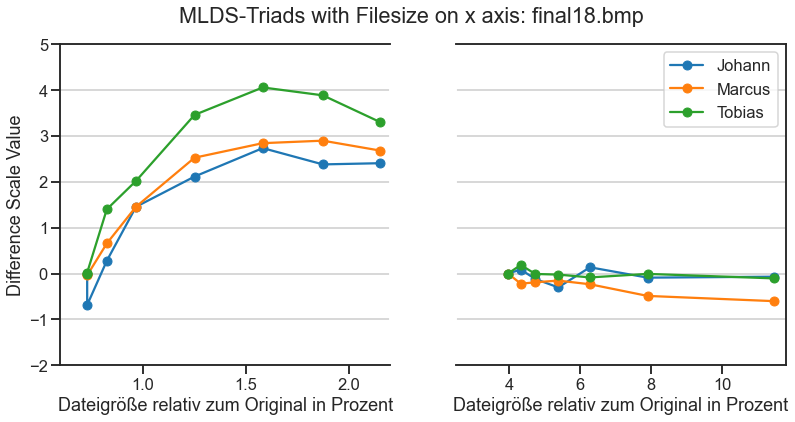 MLDS-Triads with Filesize on x axis: final18.bmp
Difference Scale Value
5
4
3
2
1
0
−1
−2
1.0 1.5 2.0
Dateigröße relativ zum Original in Prozent
Johann
Marcus
Tobias
4 6 8 10
Dateigröße relativ zum Original in Prozent